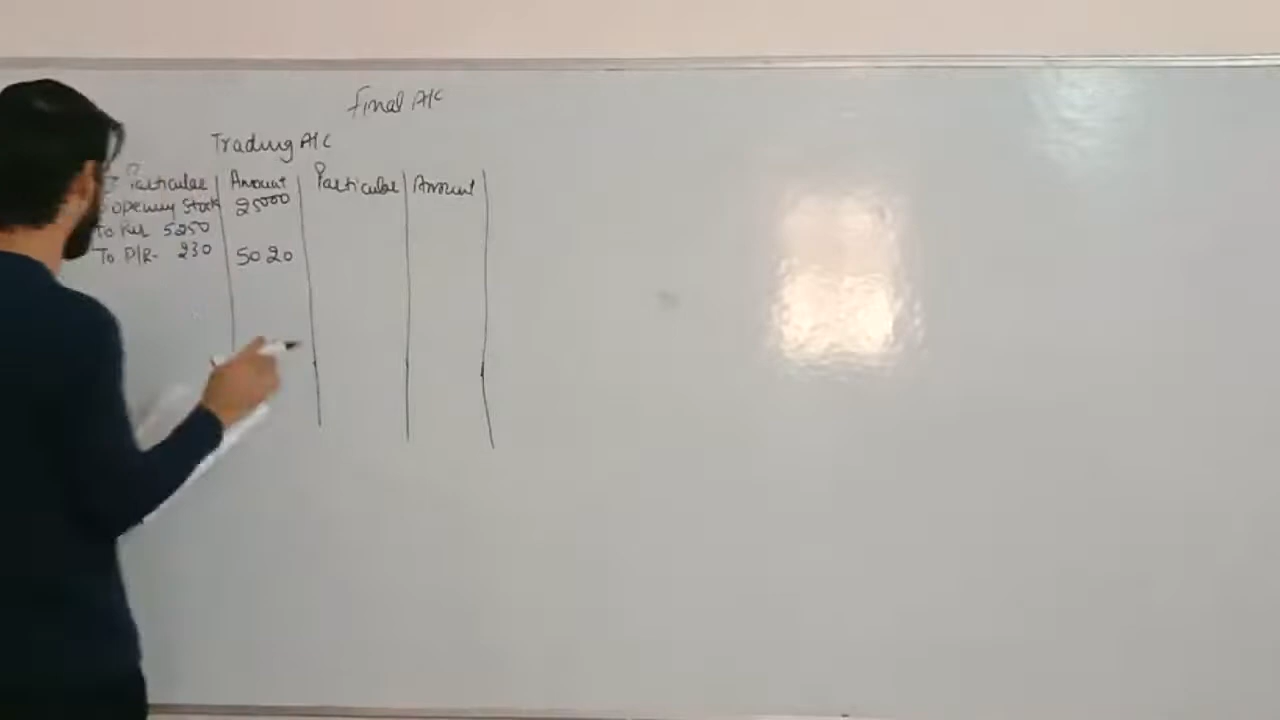 Final A/C
Trading A/C
Particular Amount Particular Amount
opening Stock 25000
To Pur 5250
To P/R- 230 5020